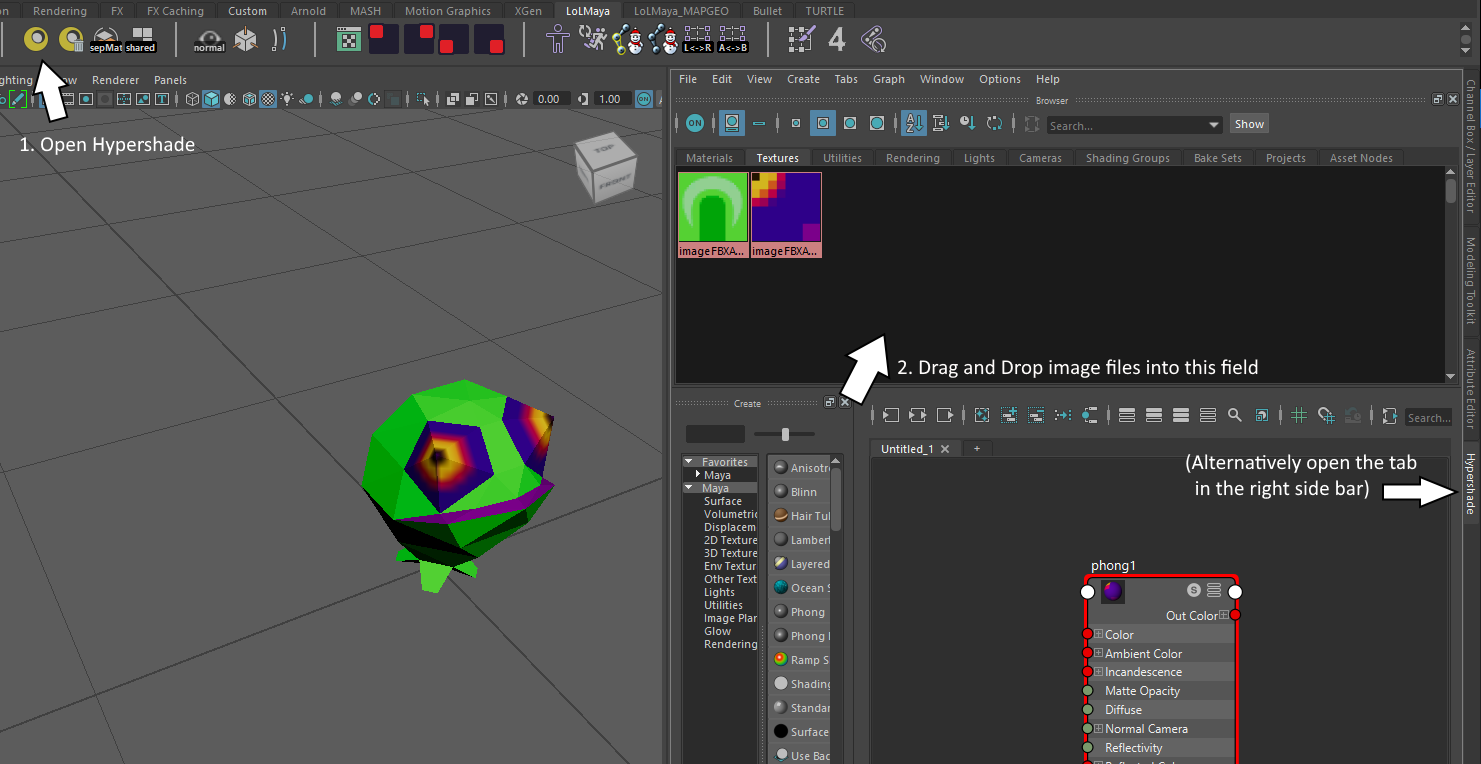 Rendering FX FX Caching Custom Arnold MASH Motion Graphics XGen LoLMaya LoLMaya_MAPGEO Bullet TURTLE
sepMat shared normal L<->R A<->B 4
View Renderer Panels
0.00 1.00 ON
1. Open Hypershade
TOP
FRONT
File Edit View Create Tabs Graph Window Options Help
Browser
ON Search... Show
Materials Textures Utilities Rendering Lights Cameras Shading Groups Bake Sets Projects Asset Nodes
imageFBXA... imageFBXA...
2. Drag and Drop image files into this field
Create
Search...
Untitled_1 +
Favorites
Maya
Maya
Surface
Volumetric
Displacem
2D Texture
3D Texture
Env Textur
Other Text
Lights
Utilities
Image Plan
Glow
Rendering
Anisotro
Blinn
Hair Tul
Lambert
Layered
Ocean S
Phong
Phong
Ramp S
Shading
Standar
Surface
Use Bac
(Alternatively open the tab
in the right side bar)
phong1
S
Out Color
Color
Ambient Color
Incandescence
Matte Opacity
Diffuse
Normal Camera
Reflectivity
Channel Box / Layer Editor
Modeling Toolkit
Attribute Editor
Hypershade